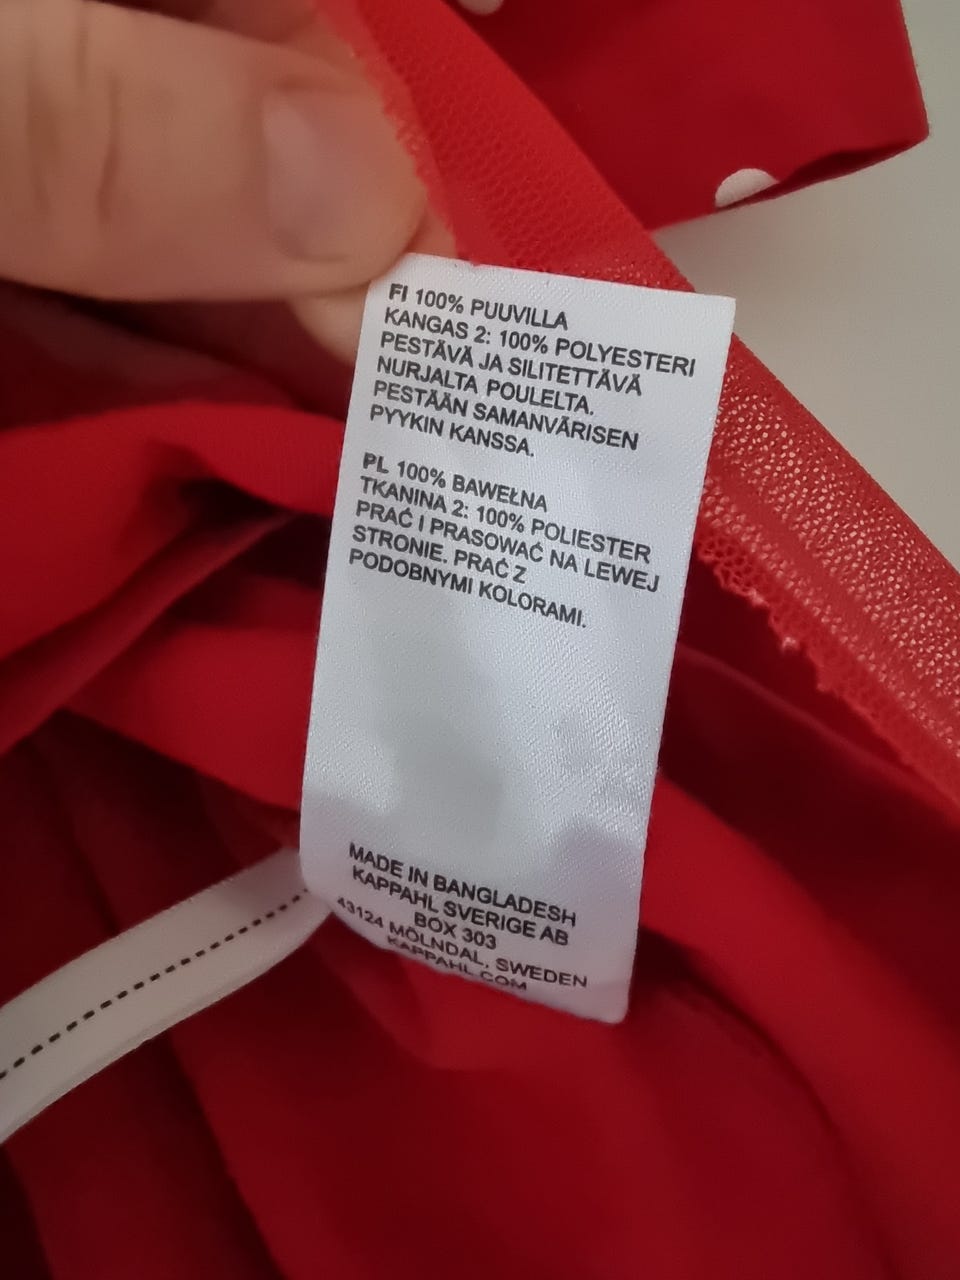 FI 100% PUUVILLA
KANGAS 2: 100% POLYESTERI
PESTÄVÄ JA SILITETTÄVÄ
NURJALTA POULELTA.
PESTÄÄN SAMANVÄRISEN
PYYKIN KANSSA.
PL 100% BAWEŁNA
TKANINA 2: 100% POLIESTER
PRAĆ I PRASOWAĆ NA LEWEJ
STRONIE. PRAĆ Z
PODOBNYMI KOLORAMI.
MADE IN BANGLADESH
KAPPAHL SVERIGE AB
BOX 303
43124 MÖLNDAL, SWEDEN
KAPPAHL.COM